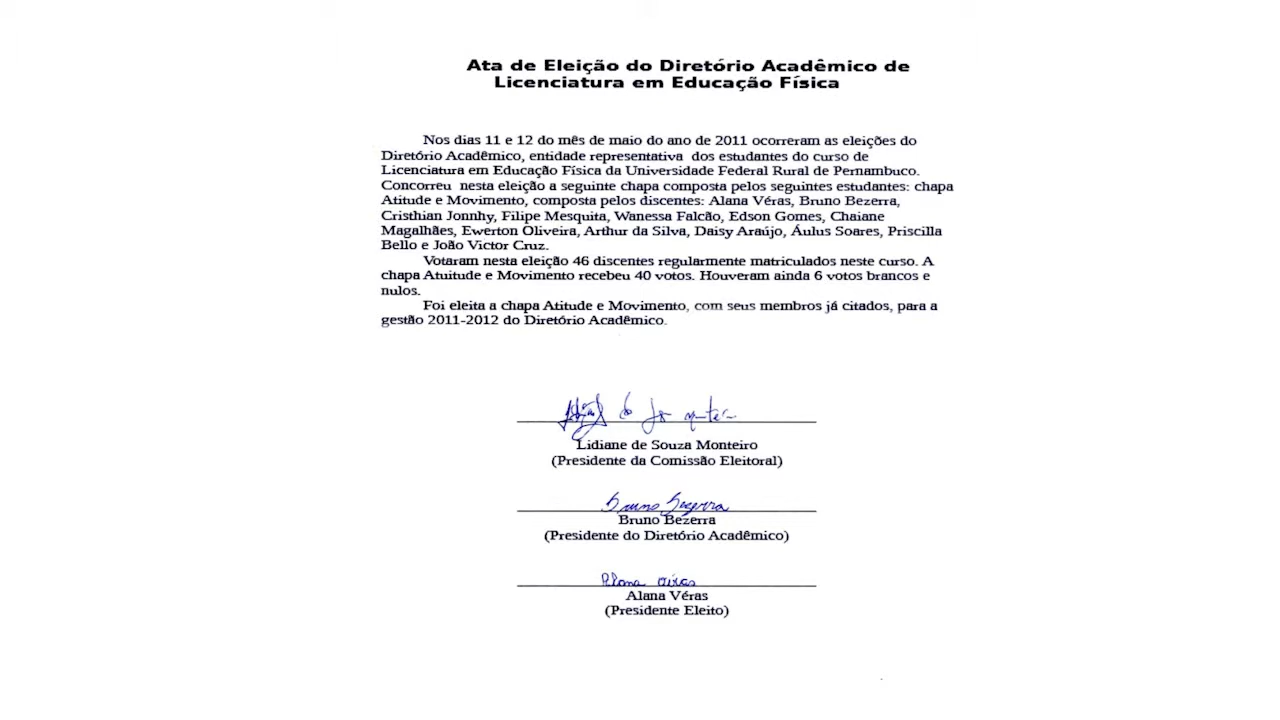 Ata de Eleição do Diretório Acadêmico de
Licenciatura em Educação Física
Nos dias 11 e 12 do mês de maio do ano de 2011 ocorreram as eleições do
Diretório Acadêmico, entidade representativa dos estudantes do curso de
Licenciatura em Educação Física da Universidade Federal Rural de Pernambuco.
Concorreu nesta eleição a seguinte chapa composta pelos seguintes estudantes: chapa
Atitude e Movimento, composta pelos discentes: Alana Véras, Bruno Bezerra,
Cristhian Jonnhy, Filipe Mesquita, Wanessa Falcão, Edson Gomes, Chaiane
Magalhães, Ewerton Oliveira, Arthur da Silva, Daisy Araújo, Áulus Soares, Priscilla
Bello e João Victor Cruz.
Votaram nesta eleição 46 discentes regularmente matriculados neste curso. A
chapa Atuitude e Movimento recebeu 40 votos. Houveram ainda 6 votos brancos e
nulos.
Foi eleita a chapa Atitude e Movimento, com seus membros já citados, para a
gestão 2011-2012 do Diretório Acadêmico.
Lidiane de Souza Monteiro
(Presidente da Comissão Eleitoral)
Bruno Bezerra
Bruno Bezerra
(Presidente do Diretório Acadêmico)
Alana Véras
(Presidente Eleito)